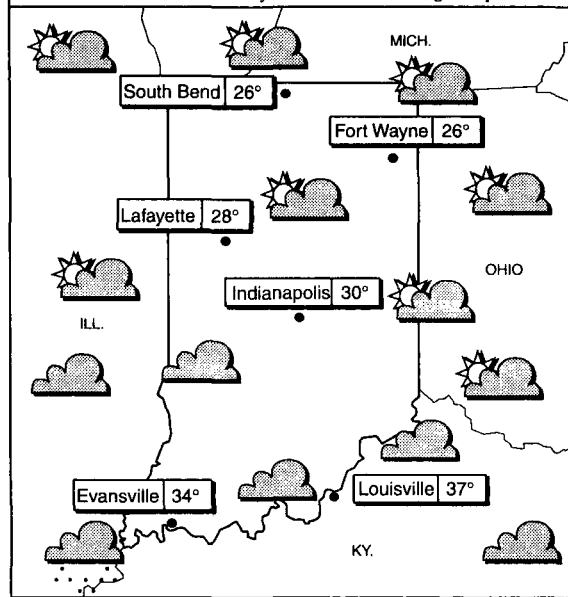 MICH.
South Bend 26°
Fort Wayne 26°
Lafayette 28°
OHIO
Indianapolis 30°
ILL.
Evansville 34°
Louisville 37°
KY.